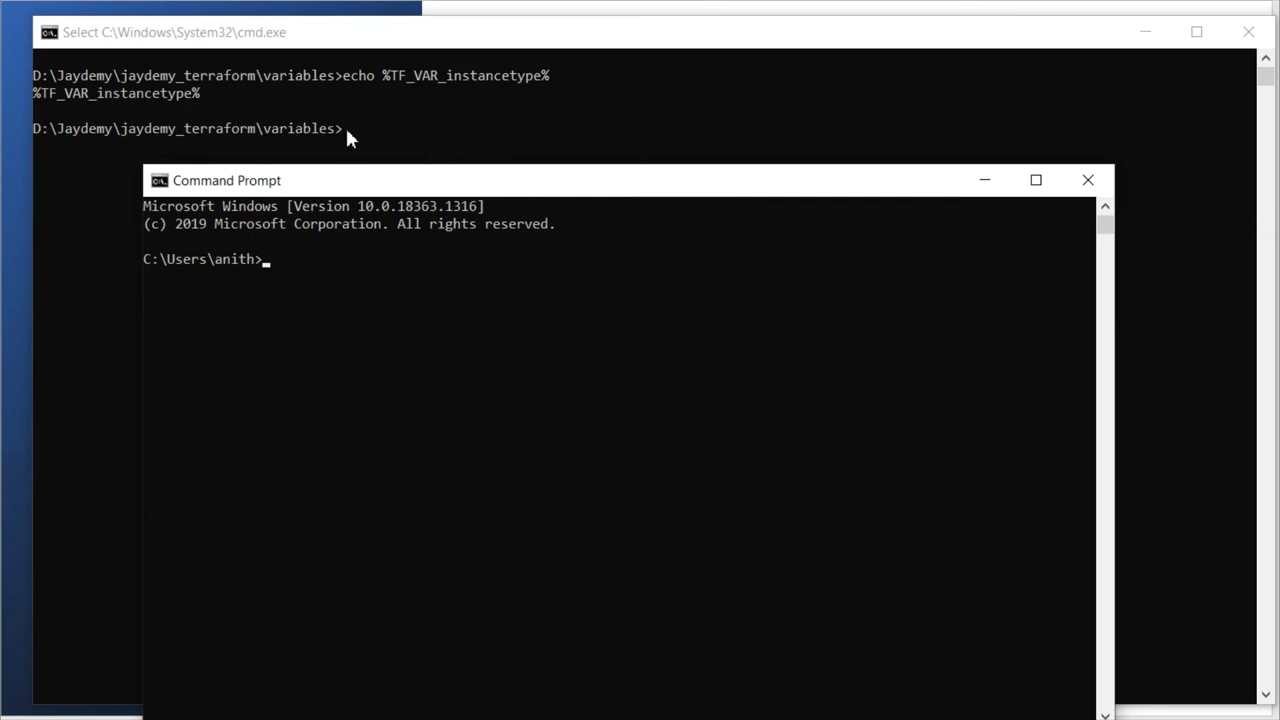 Select C:\Windows\System32\cmd.exe
D:\Jaydemy\jaydemy_terraform\variables>echo %TF_VAR_instancetype%
%TF_VAR_instancetype%
D:\Jaydemy\jaydemy_terraform\variables>
Command Prompt
Microsoft Windows [Version 10.0.18363.1316]
(c) 2019 Microsoft Corporation. All rights reserved.
C:\Users\anith>